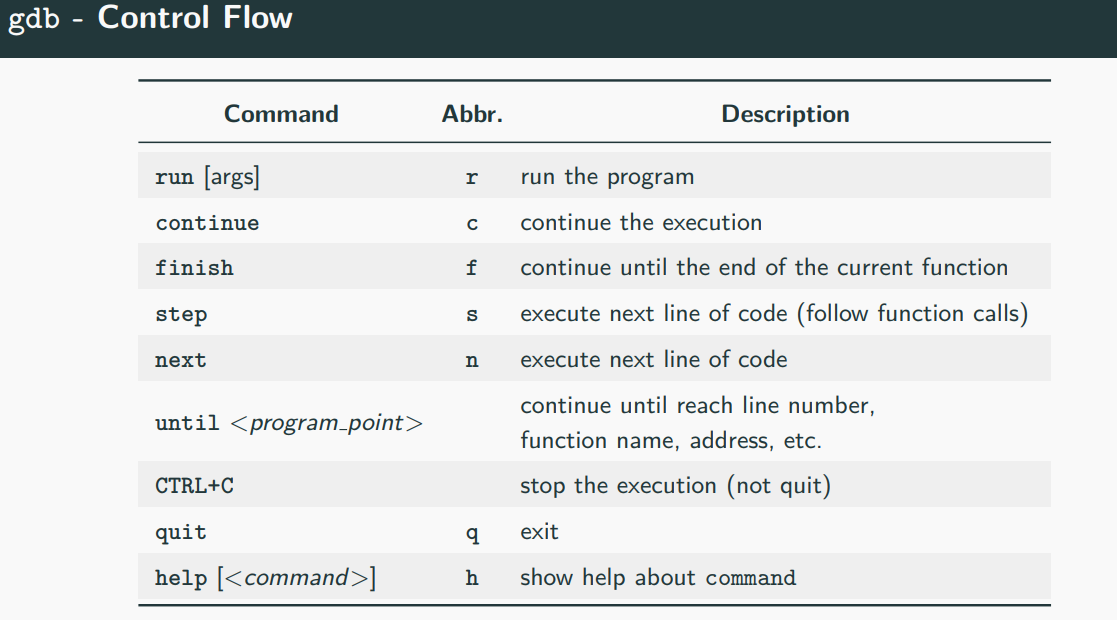 gdb - Control Flow
Command Abbr. Description
run [args] r run the program
continue c continue the execution
finish f continue until the end of the current function
step s execute next line of code (follow function calls)
next n execute next line of code
until <program_point> continue until reach line number,
function name, address, etc.
CTRL+C stop the execution (not quit)
quit q exit
help [<command>] h show help about command